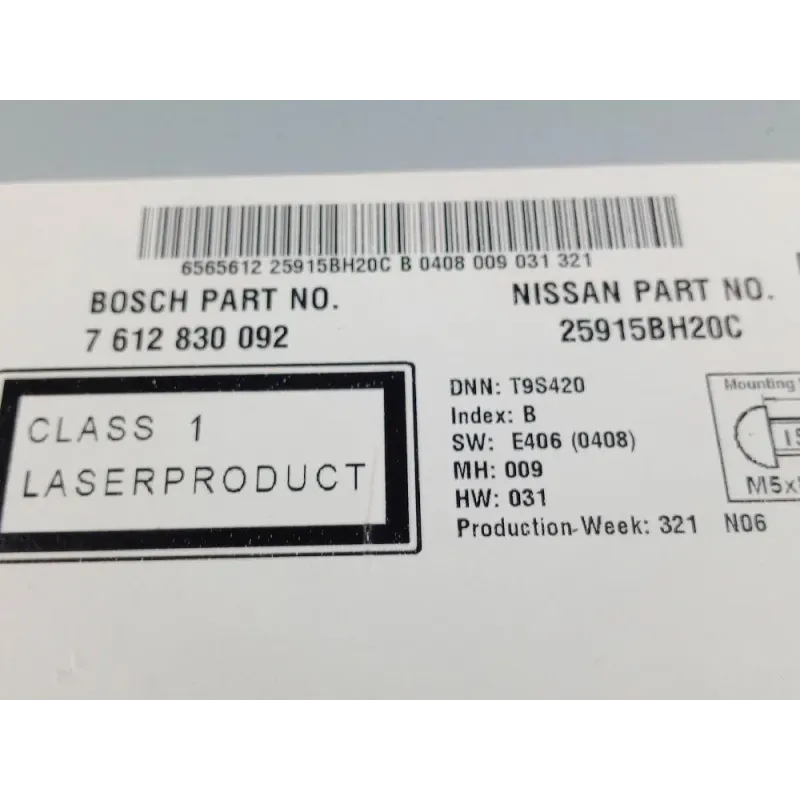 6565612 25915BH20C B 0408 009 031 321
BOSCH PART NO.
7 612 830 092
NISSAN PART NO.
25915BH20C
CLASS 1
LASERPRODUCT
DNN: T9S420
Index: B
SW: E406 (0408)
MH: 009
HW: 031
Production-Week: 321 N06
Mounting